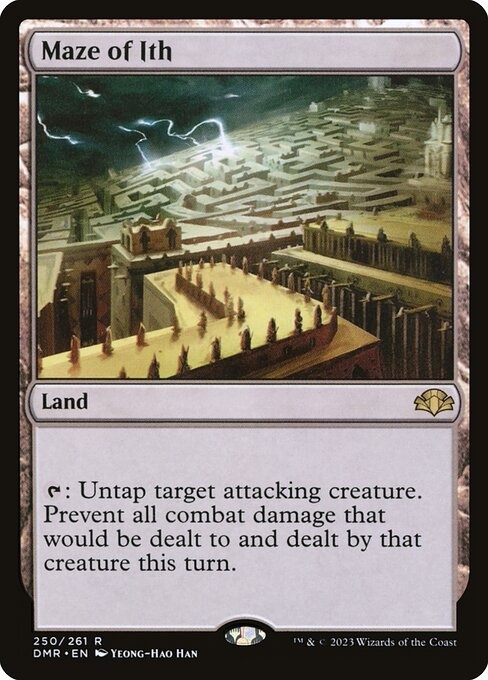 Maze of Ith
Land
: Untap target attacking creature.
Prevent all combat damage that
would be dealt to and dealt by that
creature this turn.
250/261 R
DMR • EN Yeong-Hao Han
™ & © 2023 Wizards of the Coast